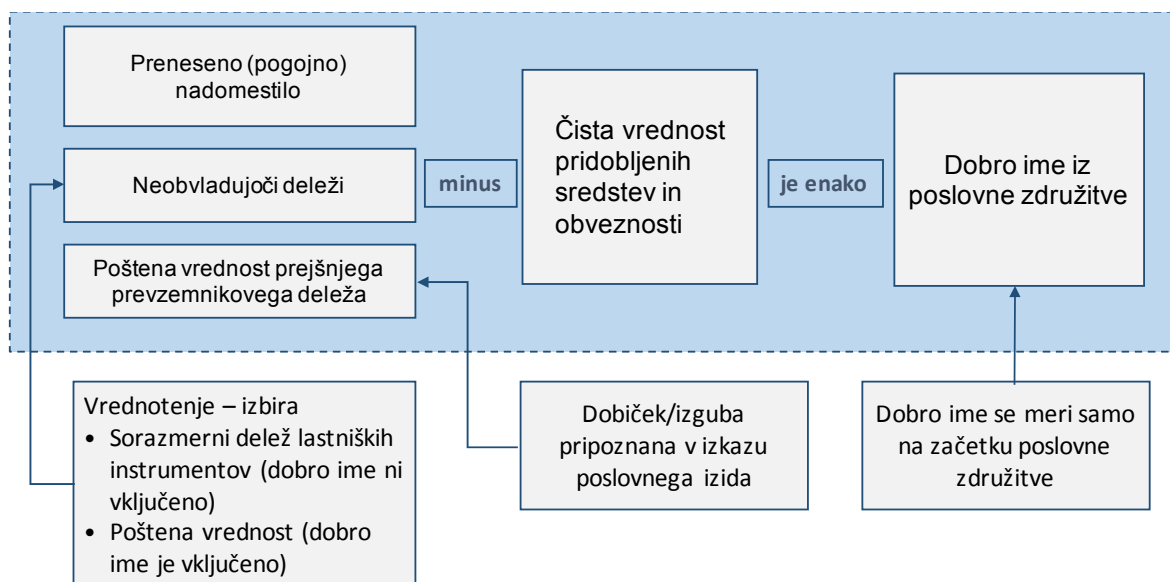 Preneseno (pogojno)
nadomestilo
Neobvladujoči deleži
Poštena vrednost prejšnjega
prevzemnikovega deleža
minus
Čista vrednost
pridobljenih
sredstev in
obveznosti
je enako
Dobro ime iz
poslovne združitve
Vrednotenje – izbira
• Sorazmerni delež lastniških
instrumentov (dobro ime ni
vključeno)
• Poštena vrednost (dobro
ime je vključeno)
Dobiček/izguba
pripoznana v izkazu
poslovnega izida
Dobro ime se meri samo
na začetku poslovne
združitve